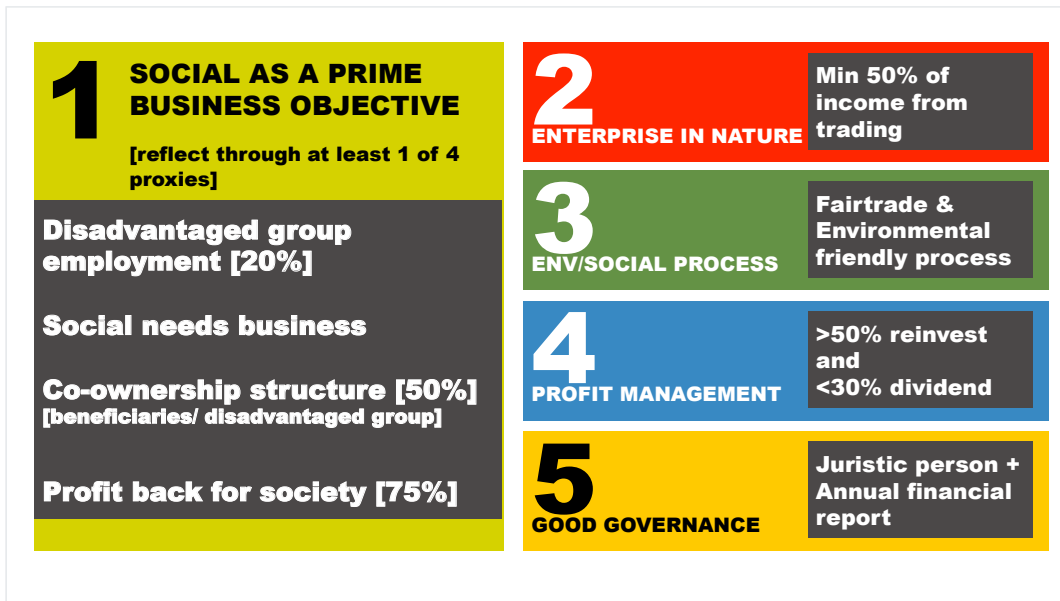 1
SOCIAL AS A PRIME
BUSINESS OBJECTIVE
[reflect through at least 1 of 4
proxies]
Disadvantaged group
employment [20%]
Social needs business
Co-ownership structure [50%]
[beneficiaries/ disadvantaged group]
Profit back for society [75%]
2
ENTERPRISE IN NATURE
Min 50% of
income from
trading
3
ENV/SOCIAL PROCESS
Fairtrade &
Environmental
friendly process
4
PROFIT MANAGEMENT
>50% reinvest
and
<30% dividend
5
GOOD GOVERNANCE
Juristic person +
Annual financial
report